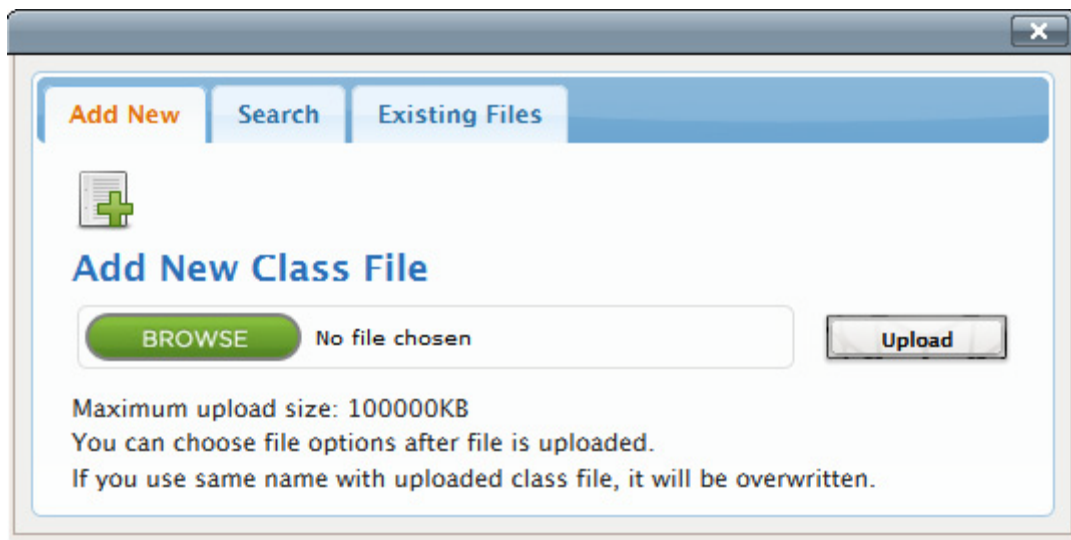 Add New Search Existing Files
Add New Class File
BROWSE No file chosen Upload
Maximum upload size: 100000KB
You can choose file options after file is uploaded.
If you use same name with uploaded class file, it will be overwritten.